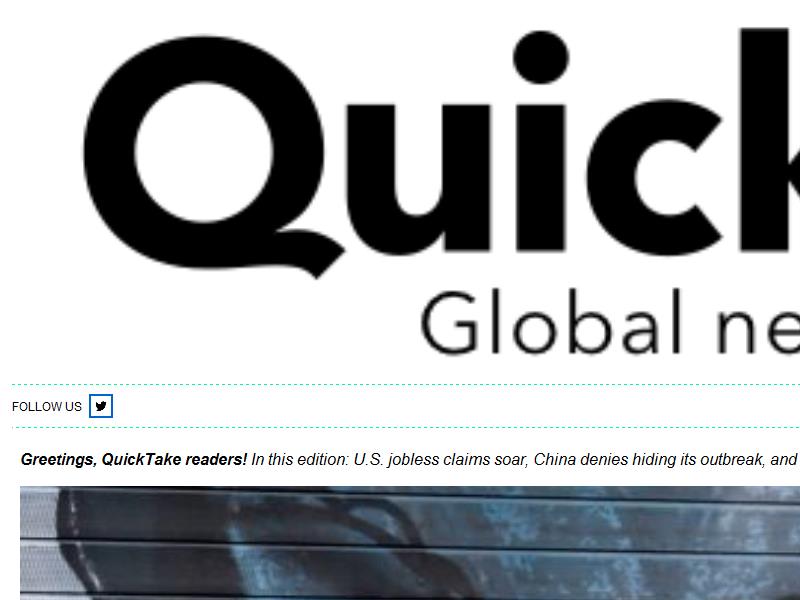 Quick
Global ne
FOLLOW US
Greetings, QuickTake readers! In this edition: U.S. jobless claims soar, China denies hiding its outbreak, and